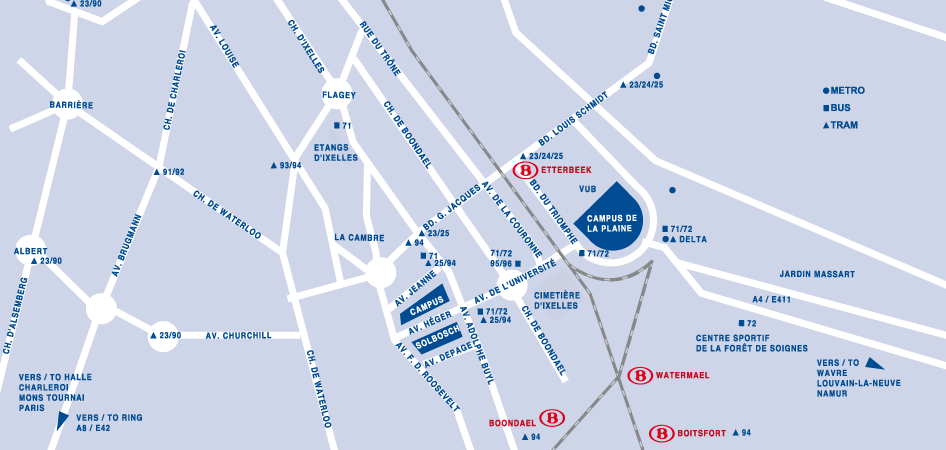 23/90
AV. LOUISE
CH. D'IXELLES
RUE DU TRÔNE
BD. SAINT MI
23/24/25
METRO
BUS
TRAM
BARRIÈRE
CH. DE CHARLEROI
FLAGEY
71
ETANGS
D'IXELLES
CH. DE BOONDAEL
BD. LOUIS SCHMIDT
23/24/25
B ETTERBEEK
91/92
93/94
CH. DE WATERLOO
VUB
CAMPUS DE
LA PLAINE
BD. DU TRIOMPHE
AV. DE LA COURONNE
BD. G. JACQUES
71/72
DELTA
71/72
ALBERT
23/90
AV. BRUGMANN
LA CAMBRE
23/25
94
71
25/94
71/72
95/96
AV. JEANNE
CAMPUS
AV. DE L'UNIVERSITÉ
JARDIN MASSART
A4 / E411
CIMETIÈRE
D'IXELLES
AV. HÉGER
71/72
25/94
SOLBOSCH
AV. DEPAGE
CH. D'ALSEMBERG
23/90
AV. CHURCHILL
CH. DE WATERLOO
AV. F. D. ROOSEVELT
AV. ADOLPHE BUYL
CH. DE BOONDAEL
72
CENTRE SPORTIF
DE LA FORÊT DE SOIGNES
VERS / TO
WAVRE
LOUVAIN-LA-NEUVE
NAMUR
B WATERMAEL
VERS / TO HALLE
CHARLEROI
MONS TOURNAI
PARIS
VERS / TO RING
A8 / E42
BOONDAEL B
94
B BOITSFORT
94